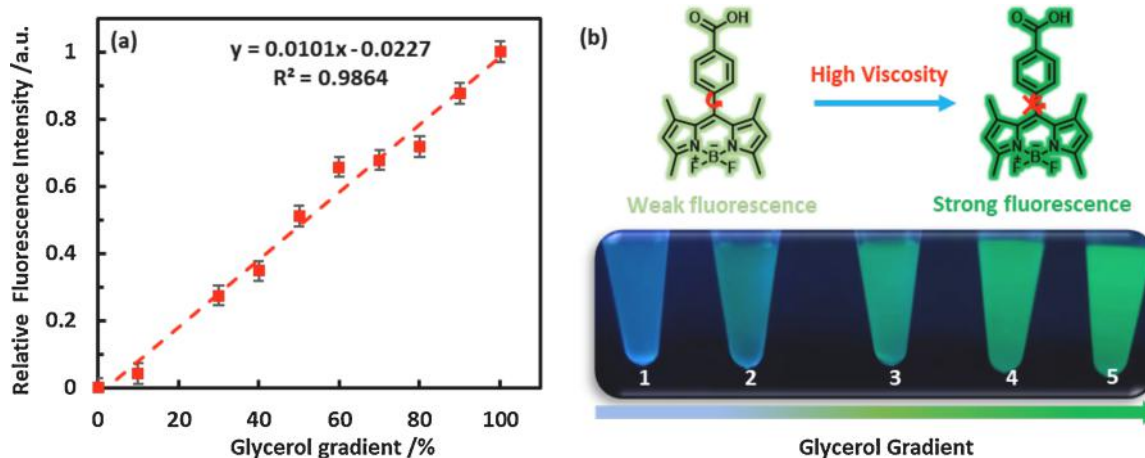 (a)
y = 0.0101x - 0.0227
R² = 0.9864
Relative Fluorescence Intensity /a.u.
1
0.8
0.6
0.4
0.2
0
0 20 40 60 80 100
Glycerol gradient /%
(b)
O OH
N + B - N
F F
High Viscosity
O OH
N + B - N
F F
Weak fluorescence
Strong fluorescence
1 2 3 4 5
Glycerol Gradient